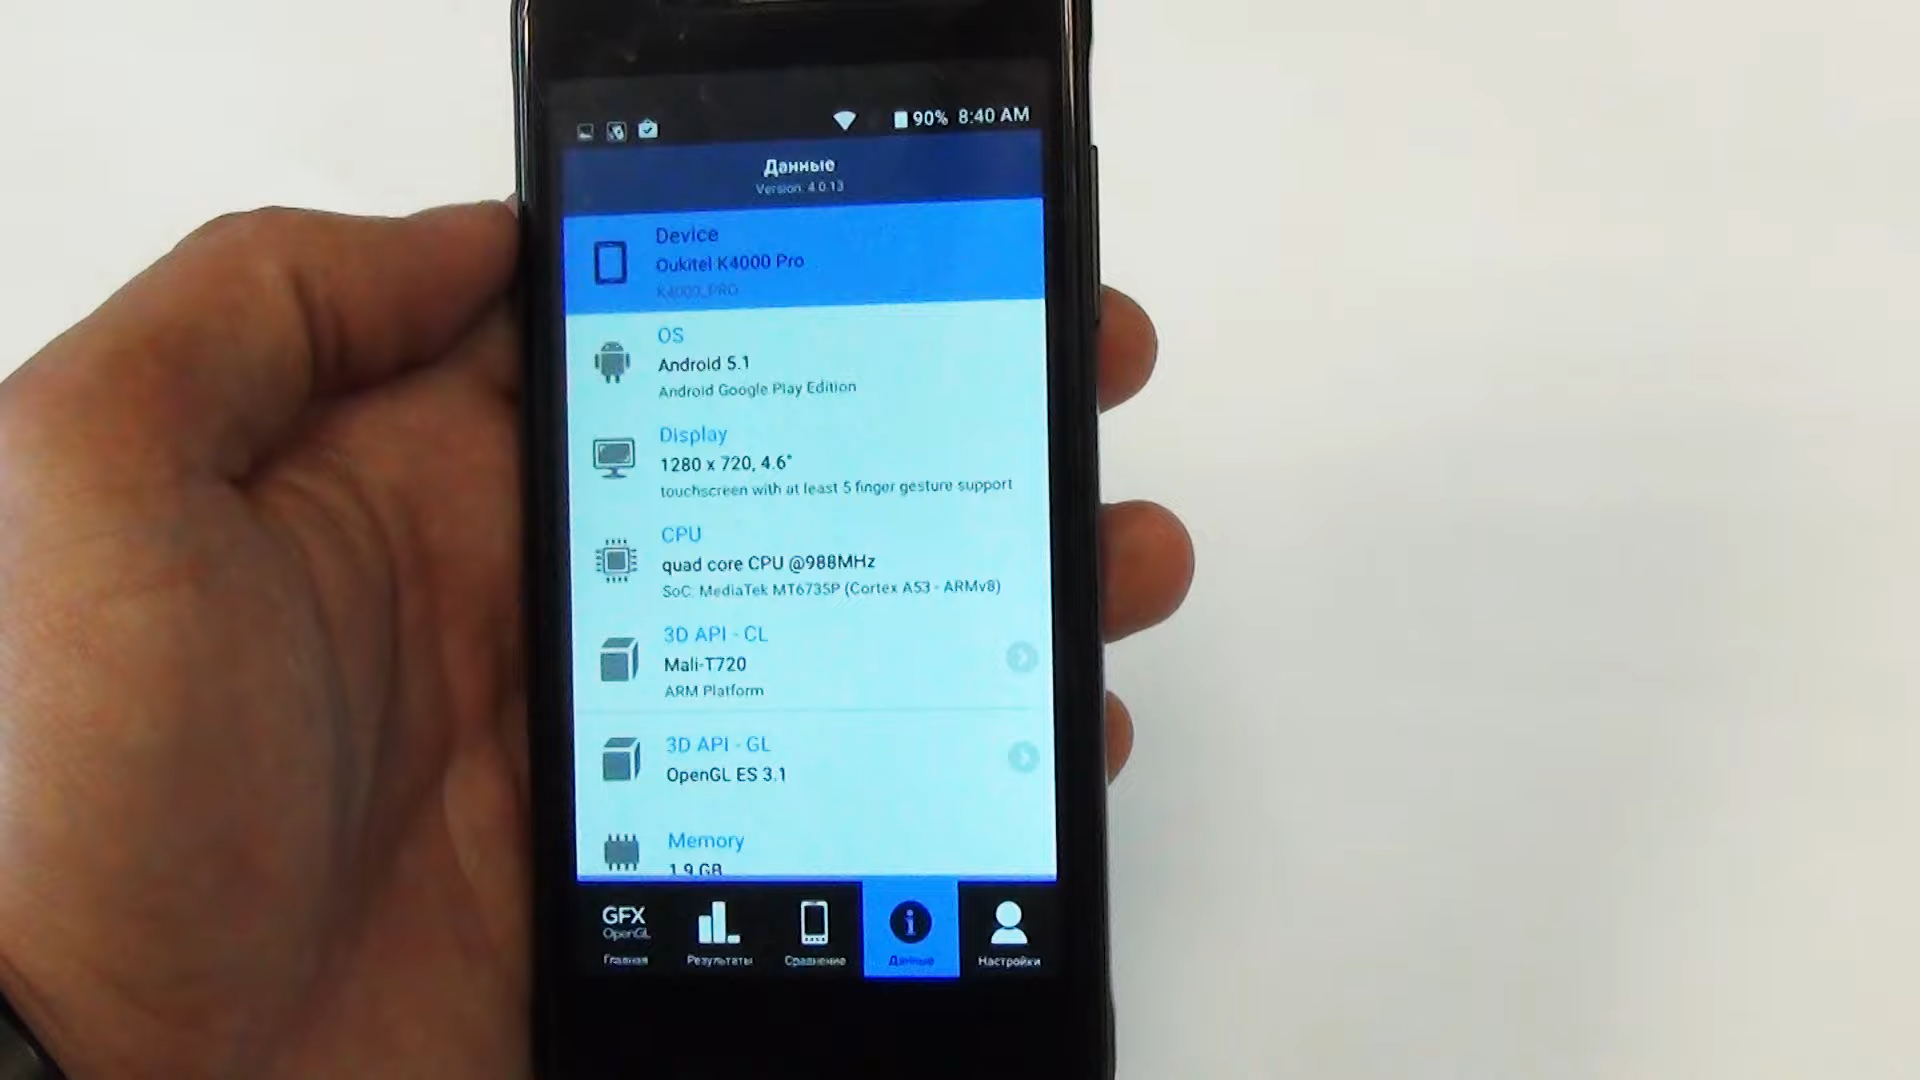 90% 8:40 AM
Данные
Version: 4.0.13
Device
Oukitel K4000 Pro
K4000_PRO
OS
Android 5.1
Android Google Play Edition
Display
1280 x 720, 4.6"
touchscreen with at least 5 finger gesture support
CPU
quad core CPU @988MHz
SoC: MediaTek MT6735P (Cortex A53 - ARMv8)
3D API - CL
Mali-T720
ARM Platform
3D API - GL
OpenGL ES 3.1
Memory
1.9 GB
GFX
OpenGL
Главная Результаты Сравнение Данные Настройки